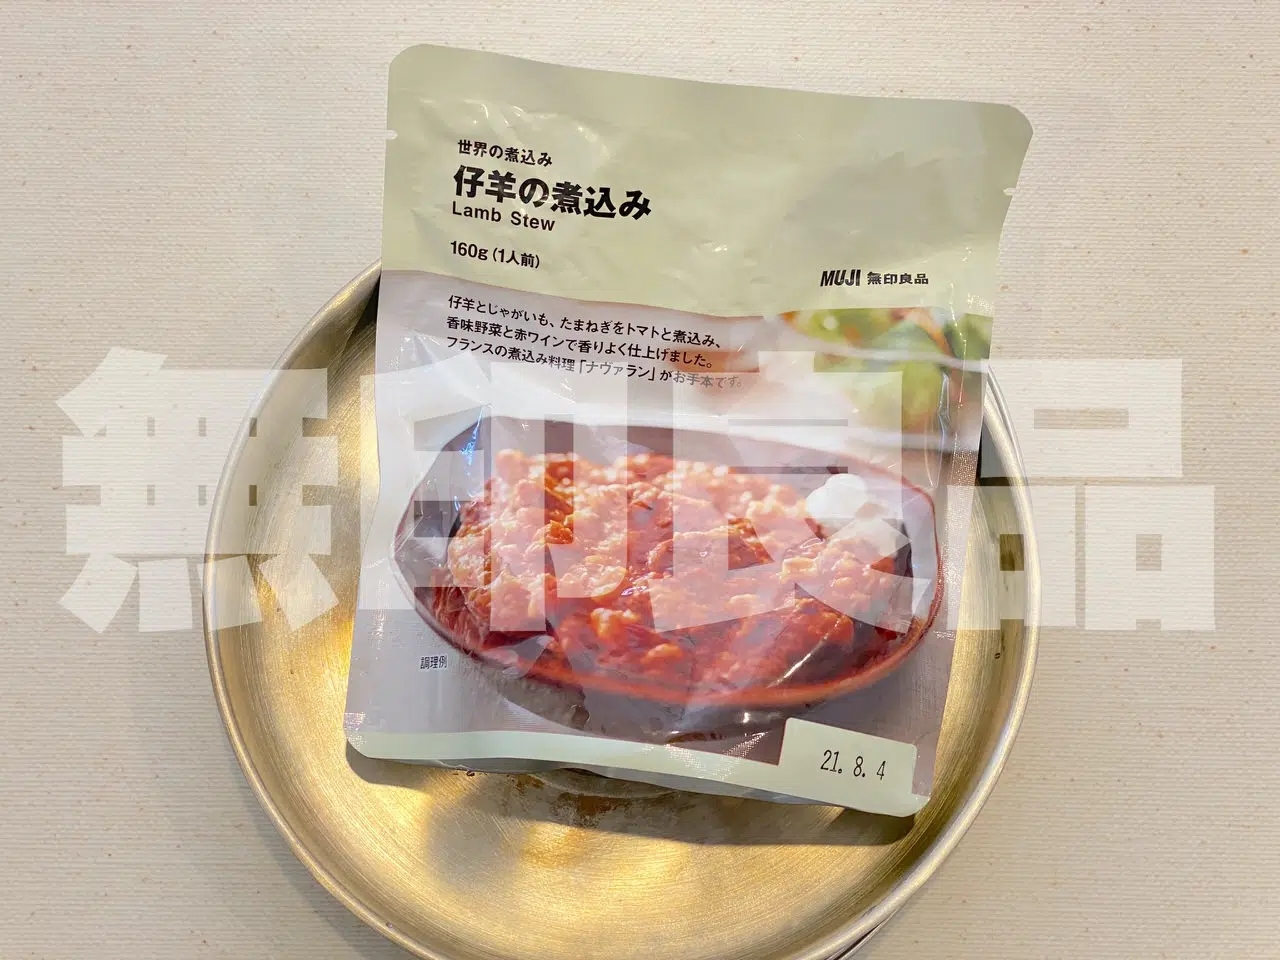 世界の煮込み
仔羊の煮込み
Lamb Stew
160g(1人前)
MUJI 無印良品
仔羊とじゃがいも、たまねぎをトマトと煮込み、
香味野菜と赤ワインで香りよく仕上げました。
フランスの煮込み料理「ナヴァラン」がお手本です。
無印良品
調理例
21. 8. 4